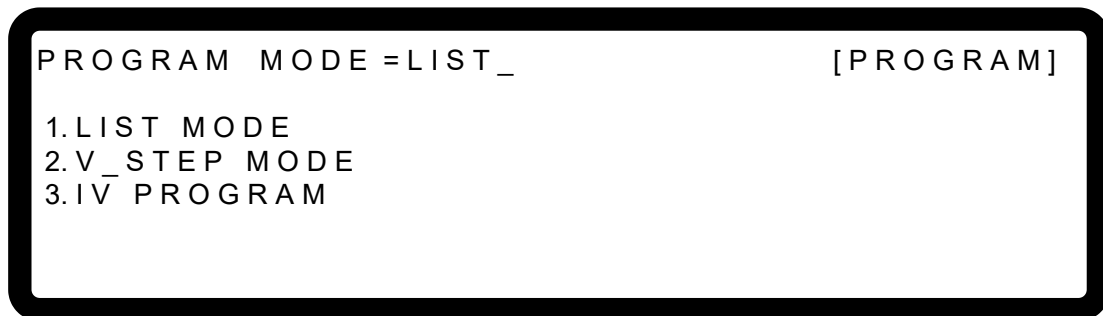 PROGRAM MODE =LIST_ [PROGRAM]
1. LIST MODE
2. V_STEP MODE
3. IV PROGRAM